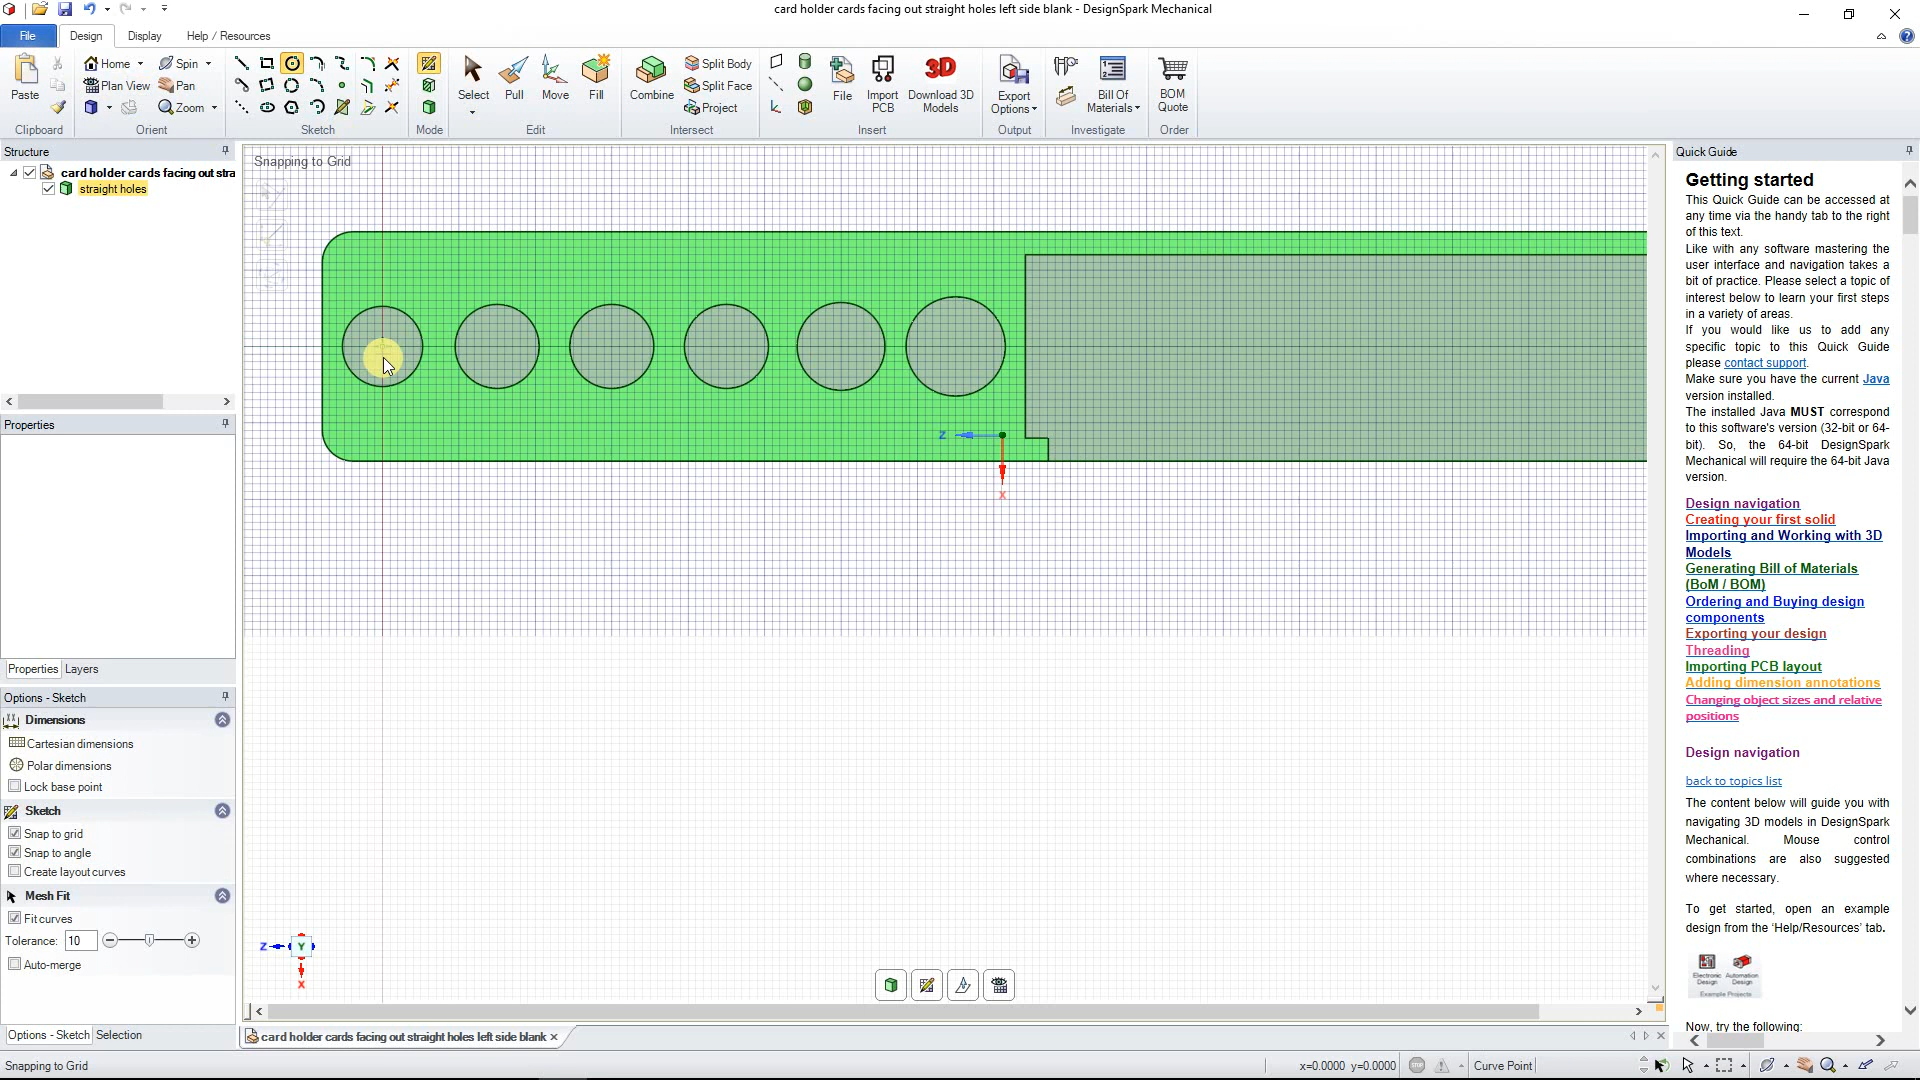 card holder cards facing out straight holes left side blank - DesignSpark Mechanical
File Design Display Help / Resources
Paste
Clipboard
Home Spin
Plan View Pan
Zoom
Orient
Sketch
Mode
Select Pull Move Fill
Edit
Combine
Split Body
Split Face
Project
Intersect
File
Import
PCB
Download 3D
Models
Insert
Export
Options
Output
Bill Of
Materials
Investigate
BOM
Quote
Order
Structure
card holder cards facing out stra
straight holes
Properties
Properties Layers
Options - Sketch
Dimensions
Cartesian dimensions
Polar dimensions
Lock base point
Sketch
Snap to grid
Snap to angle
Create layout curves
Mesh Fit
Fit curves
Tolerance: 10
Auto-merge
Options - Sketch Selection
Snapping to Grid
Z
X
Z
Y
X
card holder cards facing out straight holes left side blank
Quick Guide
Getting started
This Quick Guide can be accessed at
any time via the handy tab to the right
of this text.
Like with any software mastering the
user interface and navigation takes a
bit of practice. Please select a topic of
interest below to learn your first steps
in a variety of areas.
If you would like us to add any
specific topic to this Quick Guide
please contact support.
Make sure you have the current Java
version installed.
The installed Java MUST correspond
to this software's version (32-bit or 64-
bit). So, the 64-bit DesignSpark
Mechanical will require the 64-bit Java
version.
Design navigation
Creating your first solid
Importing and Working with 3D
Models
Generating Bill of Materials
(BoM / BOM)
Ordering and Buying design
components
Exporting your design
Threading
Importing PCB layout
Adding dimension annotations
Changing object sizes and relative
positions
Design navigation
back to topics list
The content below will guide you with
navigating 3D models in DesignSpark
Mechanical. Mouse control
combinations are also suggested
where necessary.
To get started, open an example
design from the 'Help/Resources' tab.
Electronic Design
Automation Design
Example Projects
Now, try the following:
Snapping to Grid
x=0.0000 y=0.0000
Curve Point